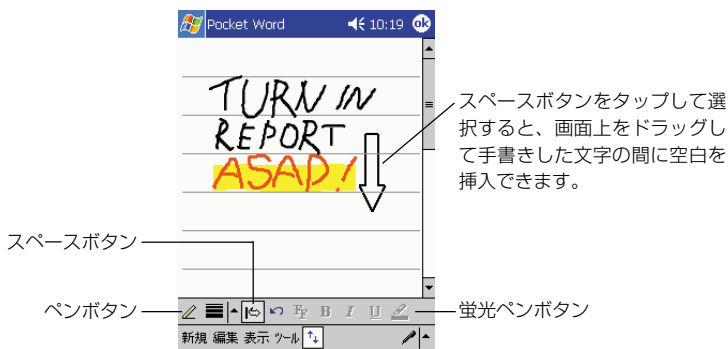 Pocket Word 10:19 ok
TURN IN
REPORT
ASAD!
スペースボタンをタップして選
択すると、画面上をドラッグし
て手書きした文字の間に空白を
挿入できます。
スペースボタン
ペンボタン
蛍光ペンボタン
FF B I U
新規 編集 表示 ツール